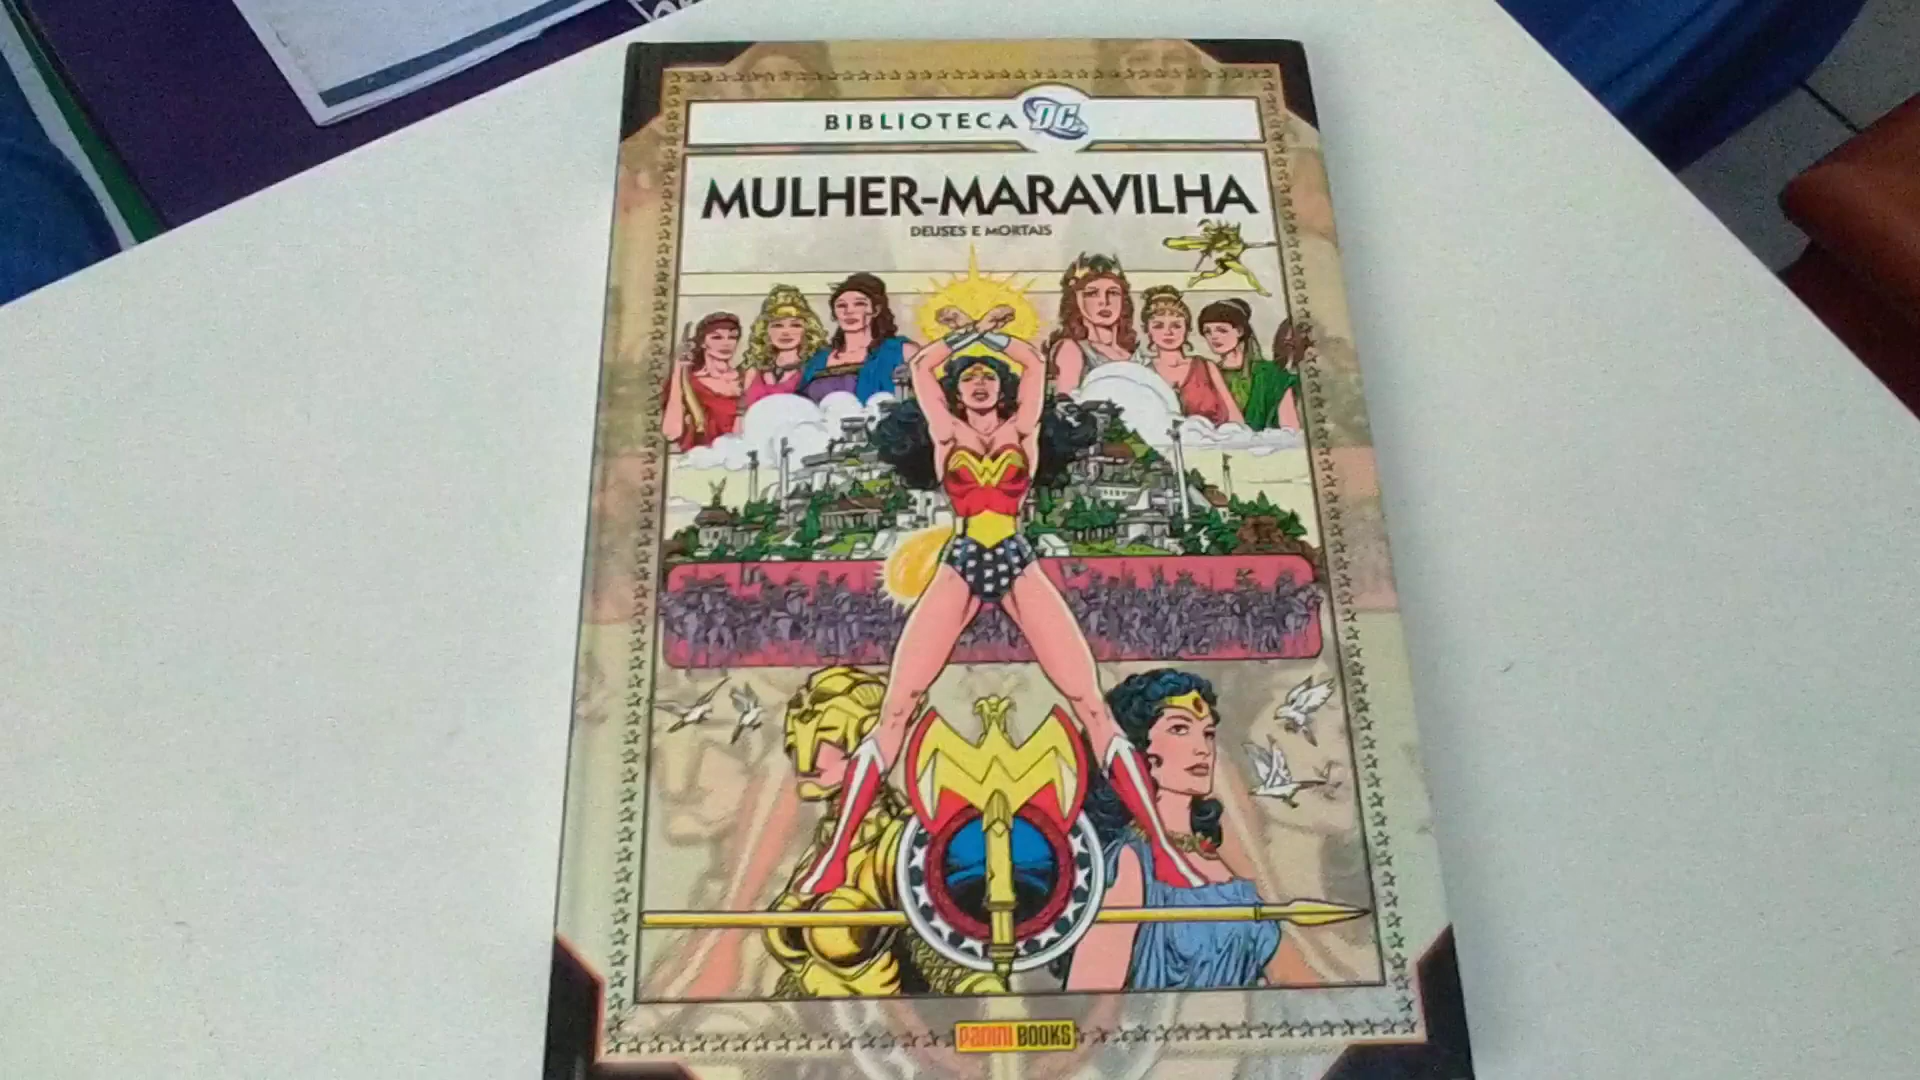 BIBLIOTECA DC
MULHER-MARAVILHA
DEUSES E MORTAIS
PANINI BOOKS